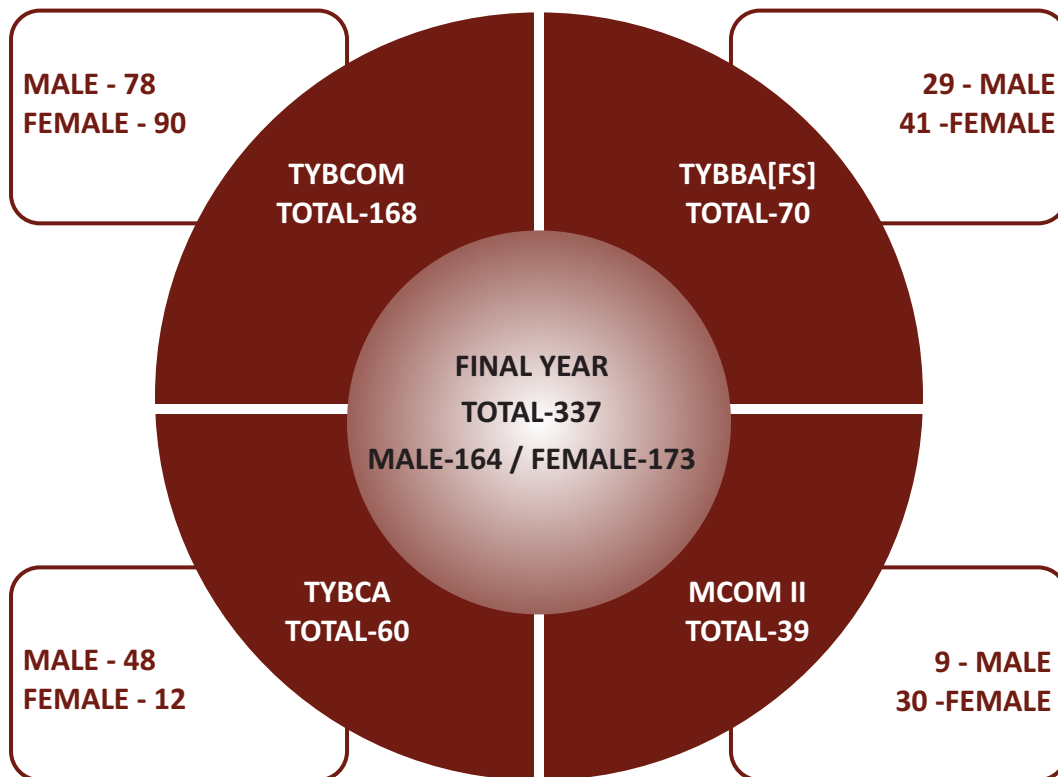 MALE - 78
FEMALE - 90
29 - MALE
41 -FEMALE
TYBCOM
TOTAL-168
TYBBA[FS]
TOTAL-70
FINAL YEAR
TOTAL-337
MALE-164 / FEMALE-173
TYBCA
TOTAL-60
MCOM II
TOTAL-39
MALE - 48
FEMALE - 12
9 - MALE
30 -FEMALE